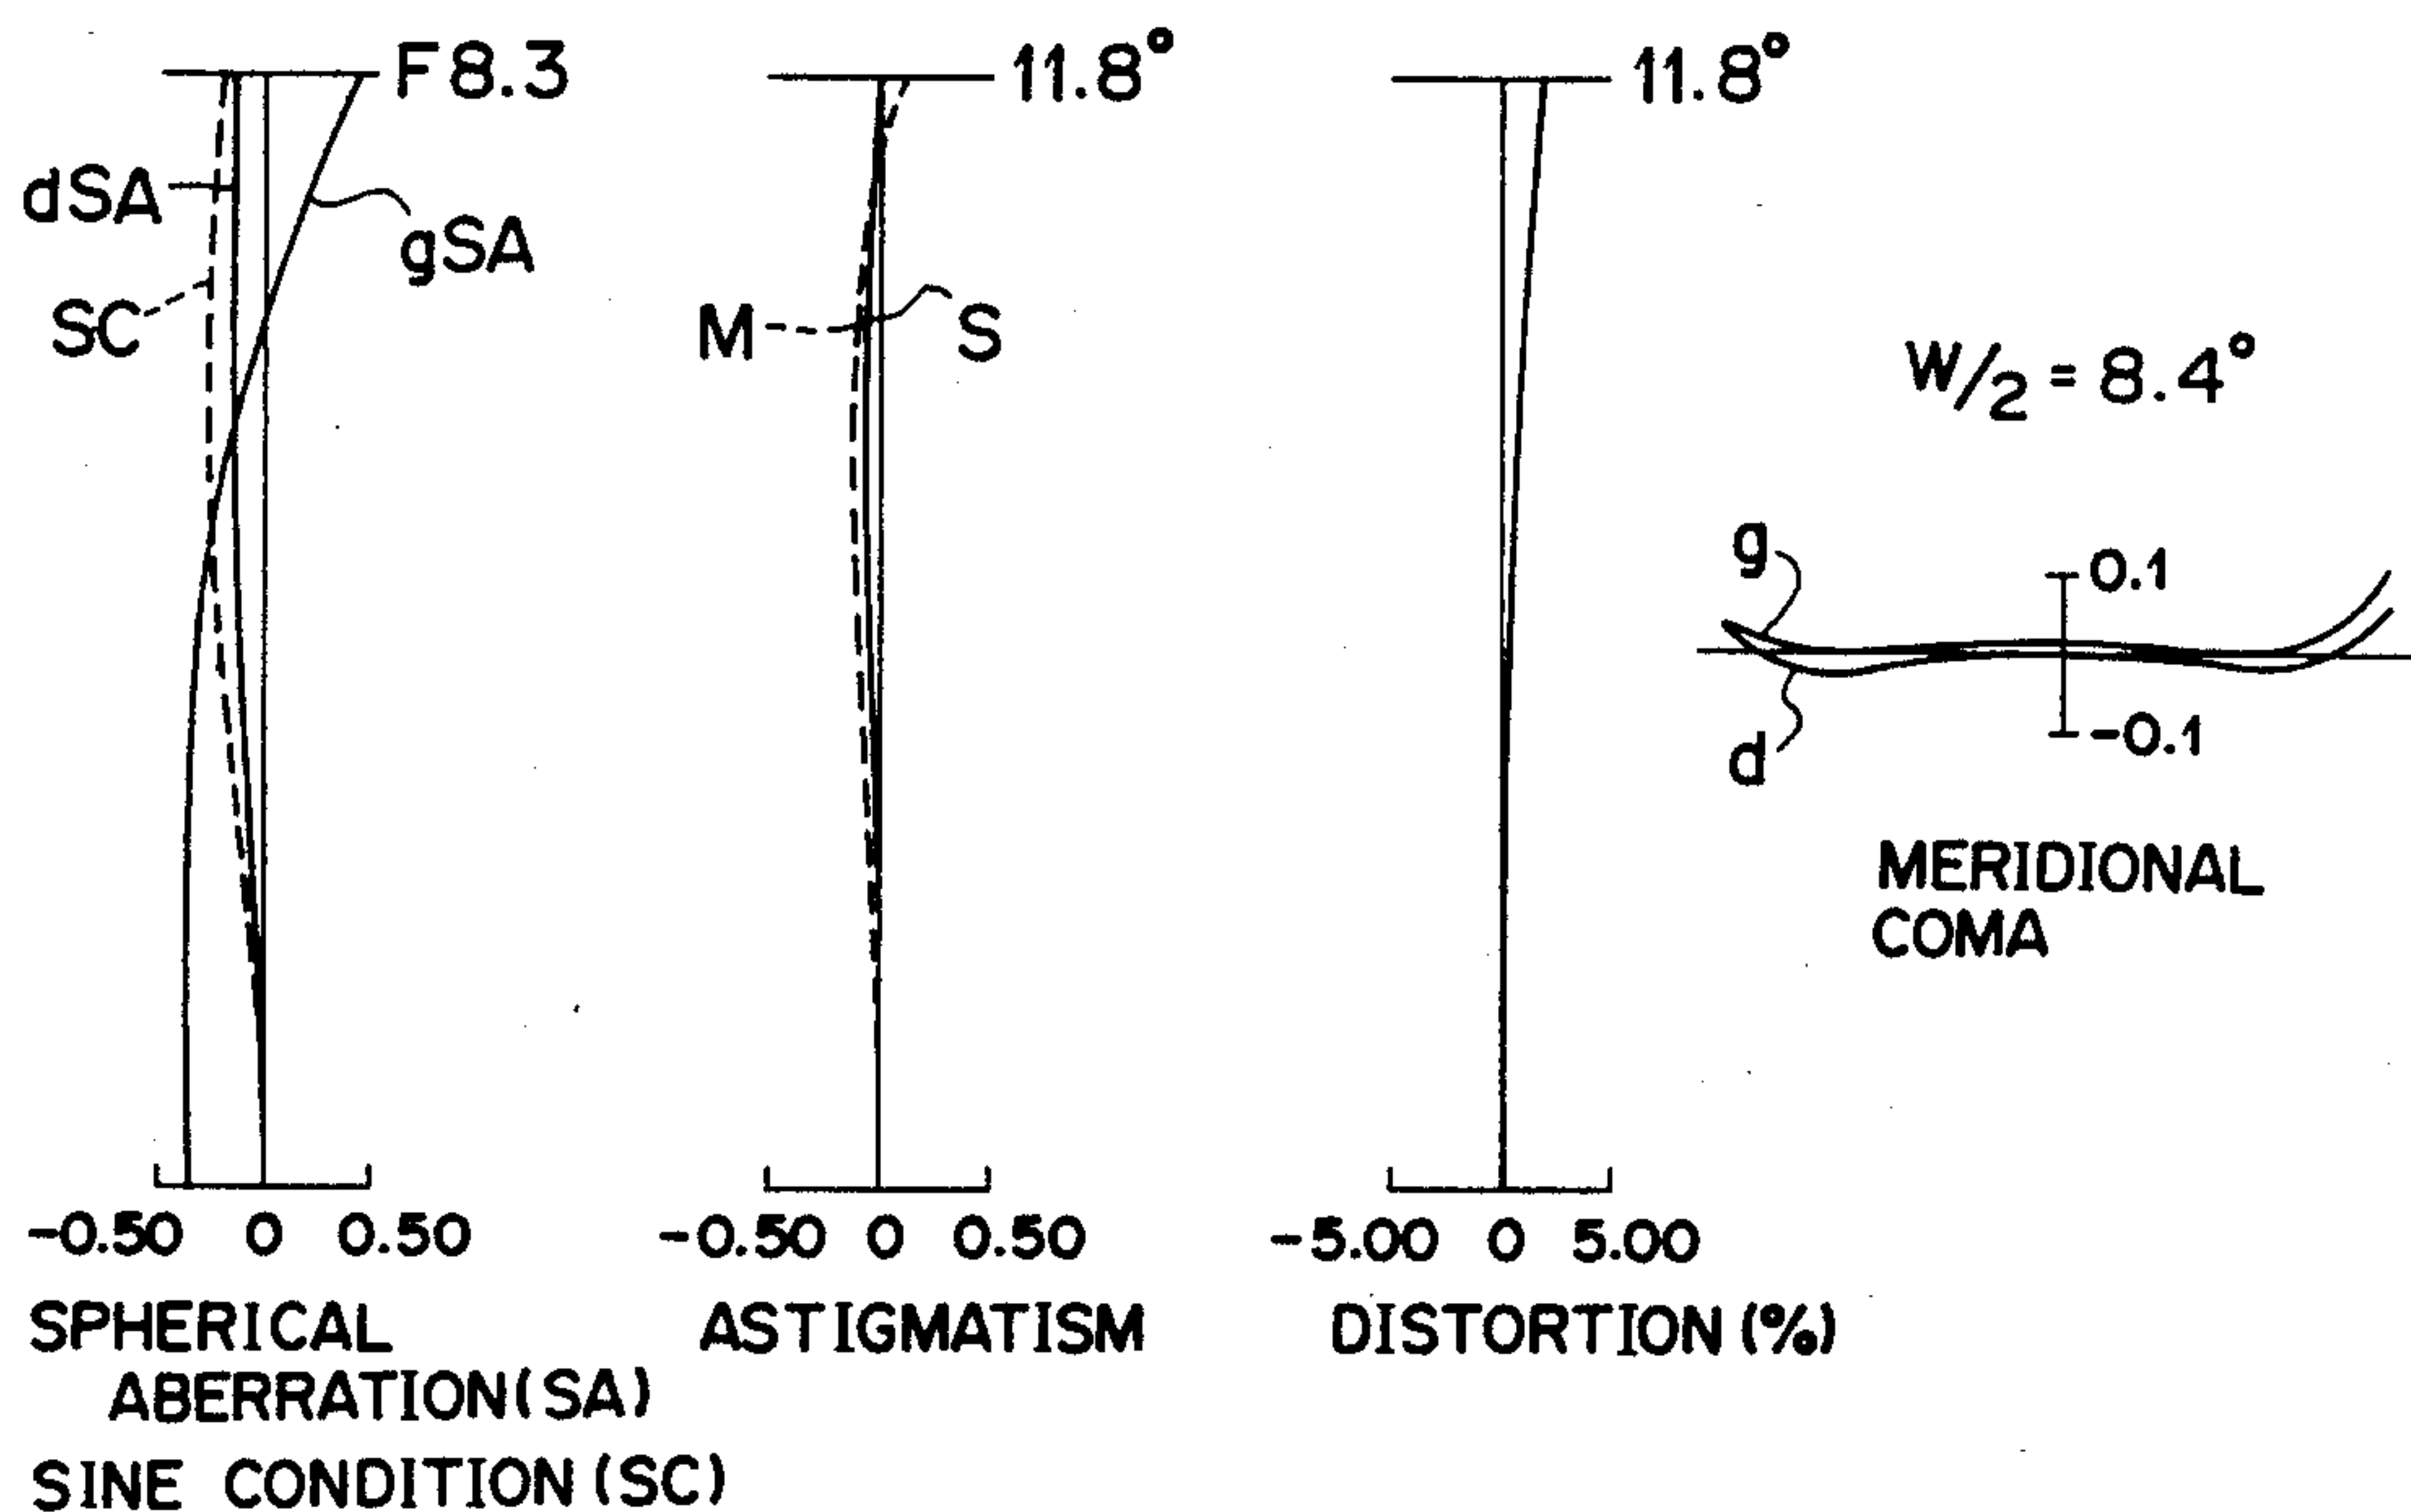 F8.3
dSA
gSA
SC
-0.50 0 0.50
SPHERICAL
ABERRATION(SA)
SINE CONDITION(SC)
11.8°
M
S
-0.50 0 0.50
ASTIGMATISM
11.8°
-5.00 0 5.00
DISTORTION(%)
W/2=8.4°
g
0.1
d
-0.1
MERIDIONAL
COMA